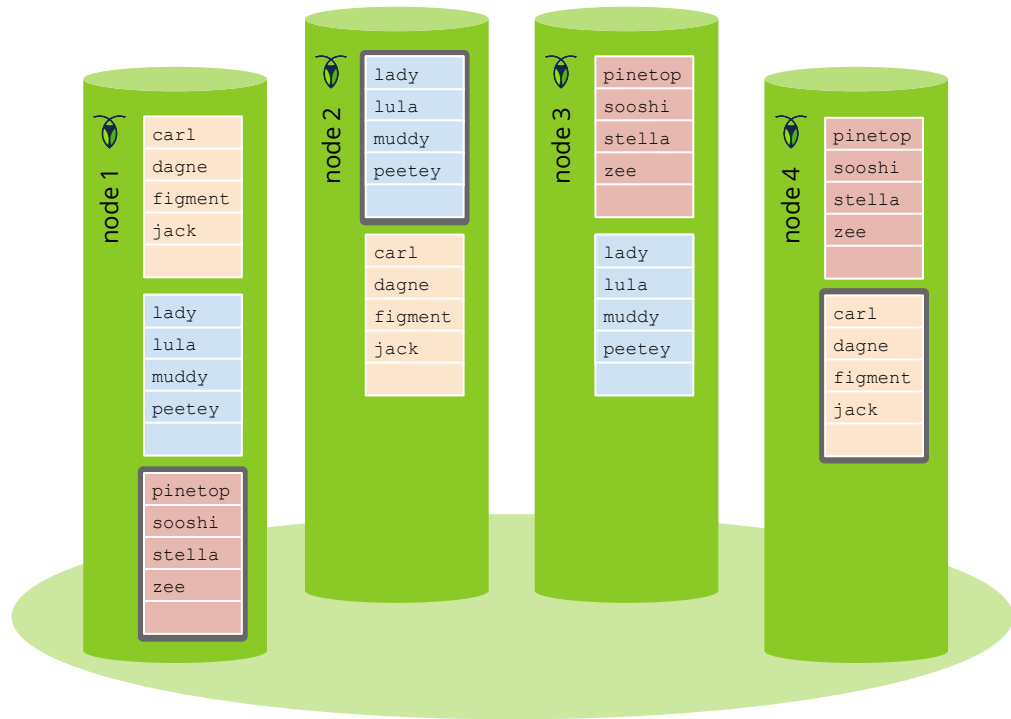 node 1
carl
dagne
figment
jack
lady
lula
muddy
peetey
pinetop
sooshi
stella
zee
node 2
lady
lula
muddy
peetey
carl
dagne
figment
jack
node 3
pinetop
sooshi
stella
zee
lady
lula
muddy
peetey
node 4
pinetop
sooshi
stella
zee
carl
dagne
figment
jack